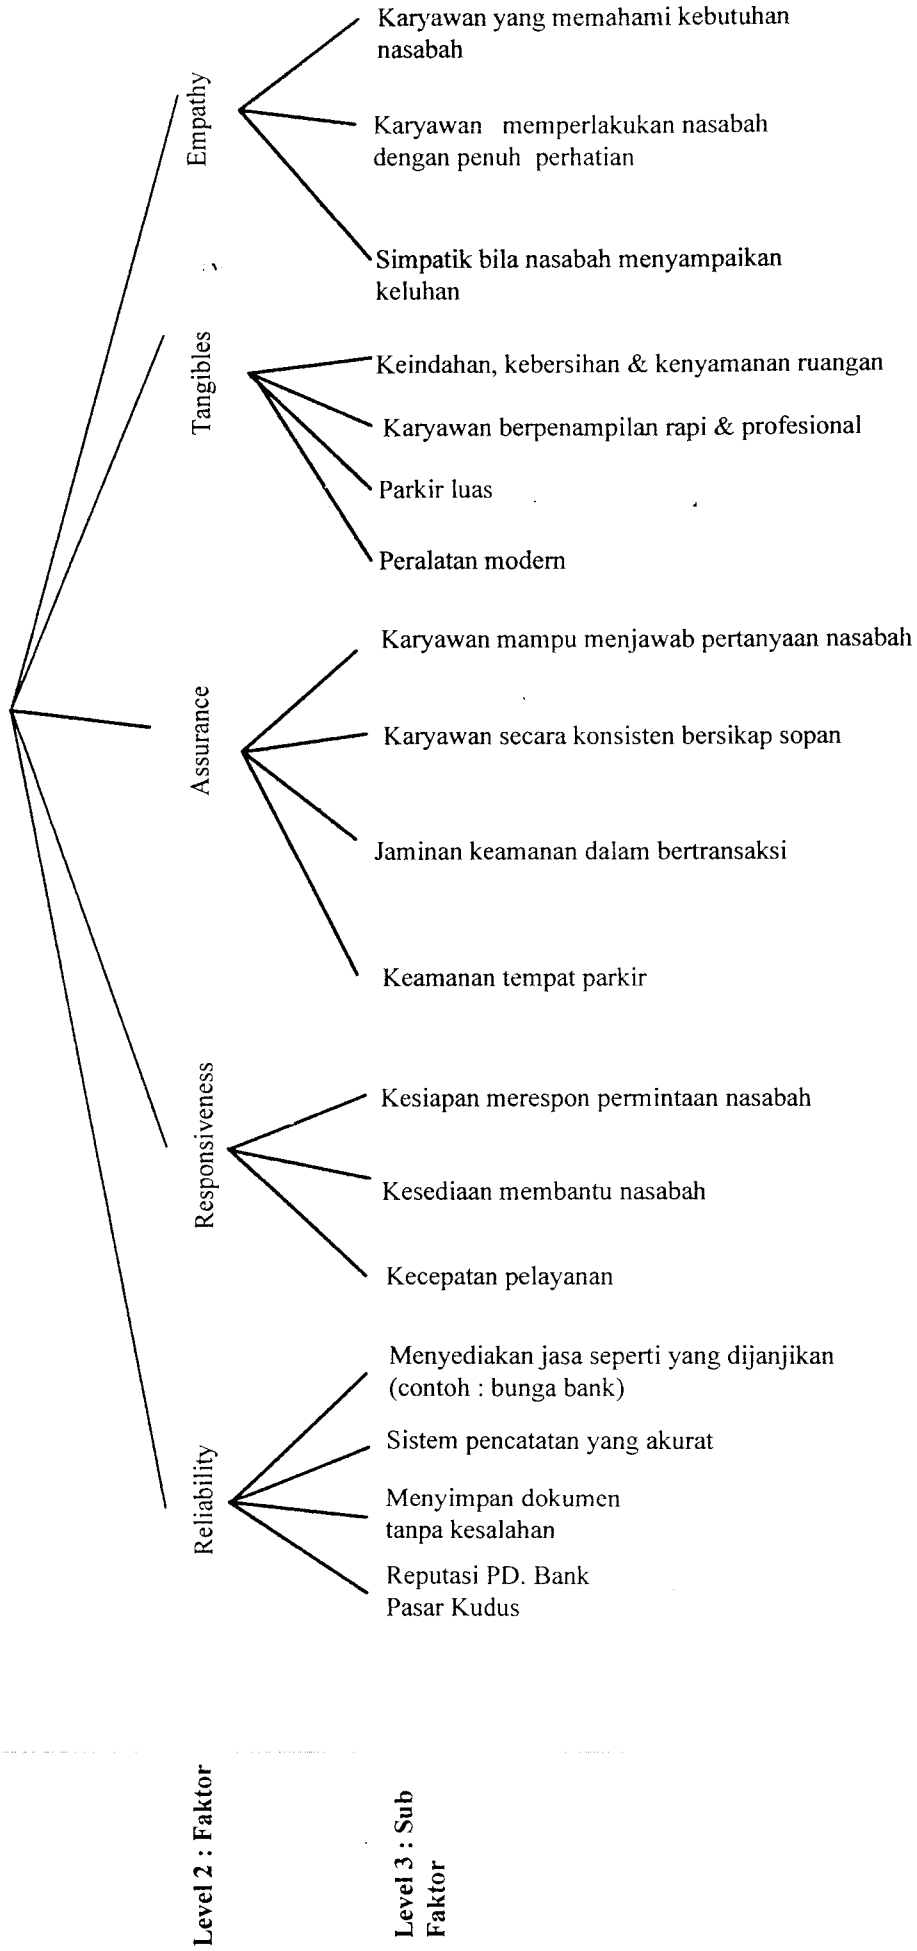 Empathy
Karyawan yang memahami kebutuhan
nasabah
Karyawan memperlakukan nasabah
dengan penuh perhatian
Simpatik bila nasabah menyampaikan
keluhan
Tangibles
Keindahan, kebersihan & kenyamanan ruangan
Karyawan berpenampilan rapi & profesional
Parkir luas
Peralatan modern
Assurance
Karyawan mampu menjawab pertanyaan nasabah
Karyawan secara konsisten bersikap sopan
Jaminan keamanan dalam bertransaksi
Keamanan tempat parkir
Responsiveness
Kesiapan merespon permintaan nasabah
Kesediaan membantu nasabah
Kecepatan pelayanan
Reliability
Menyediakan jasa seperti yang dijanjikan
(contoh : bunga bank)
Sistem pencatatan yang akurat
Menyimpan dokumen
tanpa kesalahan
Reputasi PD. Bank
Pasar Kudus
Level 2 : Faktor
Level 3 : Sub
Faktor